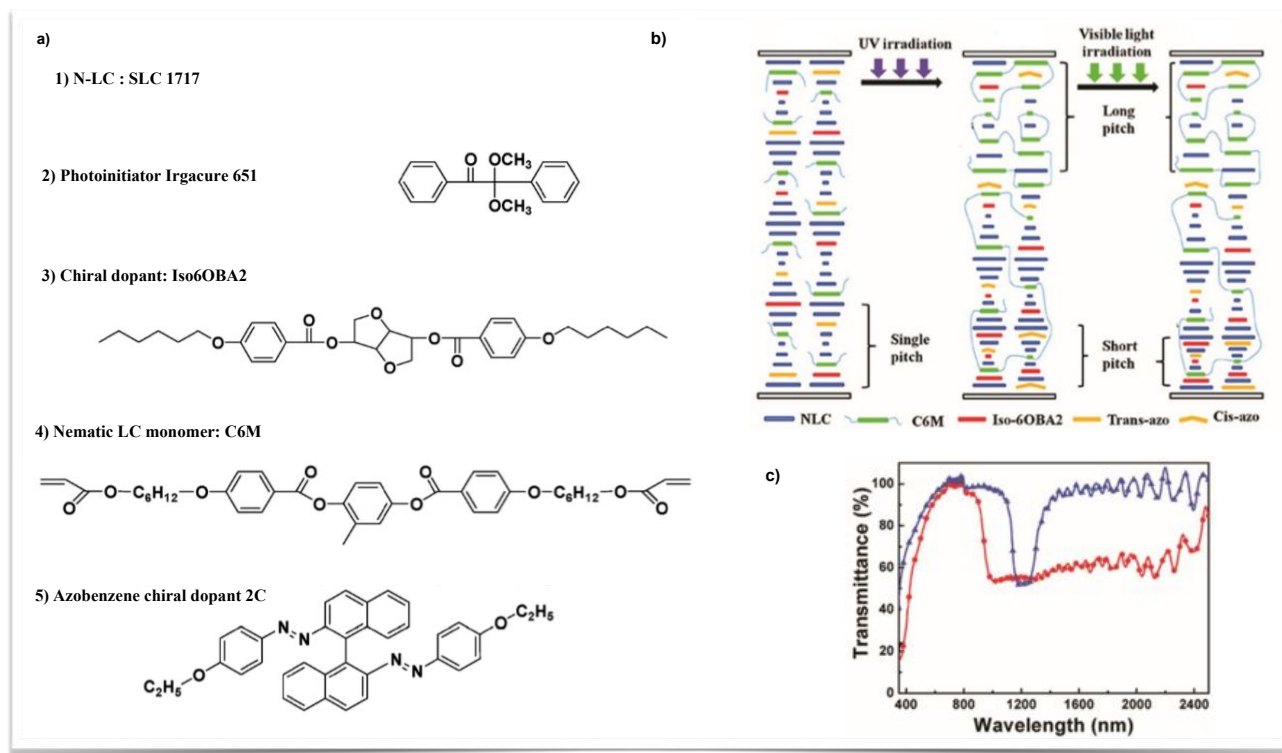 a)
1) N-LC : SLC 1717
2) Photoinitiator Irgacure 651
O
OCH3
OCH3
3) Chiral dopant: Iso6OBA2
O
O
O
O
O
O
O
O
4) Nematic LC monomer: C6M
O
O
C6H12
O
O
O
O
O
O
C6H12
O
O
5) Azobenzene chiral dopant 2C
N
N
O
C2H5
N
N
O
C2H5
b)
UV irradiation
Visible light
irradiation
Long
pitch
Single
pitch
Short
pitch
NLC
C6M
Iso-6OBA2
Trans-azo
Cis-azo
c)
Transmittance (%)
100
80
60
40
20
0
400
800
1200
1600
2000
2400
Wavelength (nm)